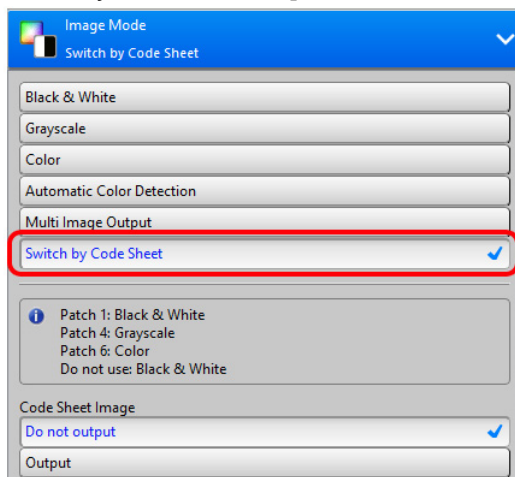 Image Mode
Switch by Code Sheet
Black & White
Grayscale
Color
Automatic Color Detection
Multi Image Output
Switch by Code Sheet
Patch 1: Black & White
Patch 4: Grayscale
Patch 6: Color
Do not use: Black & White
Code Sheet Image
Do not output
Output